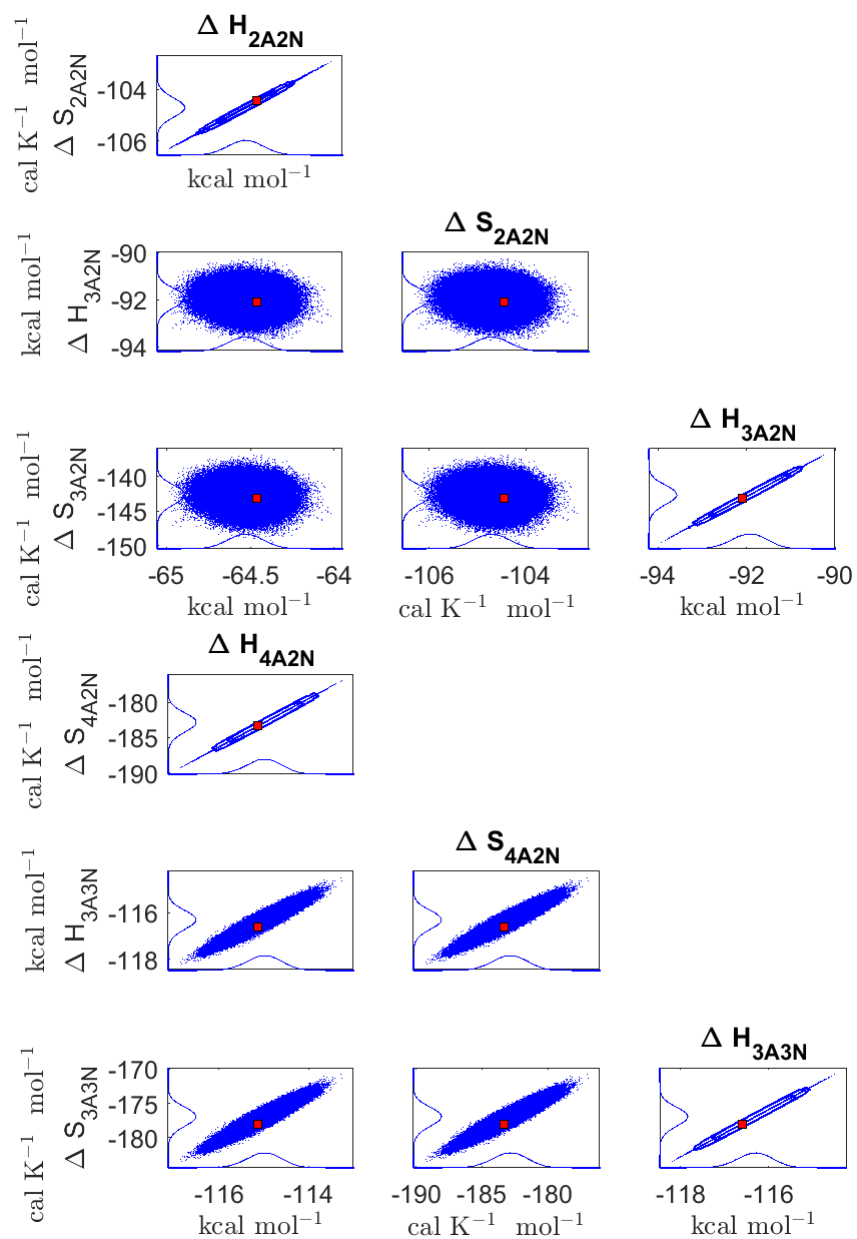 Δ H2A2N
cal K−1 mol−1
Δ S2A2N
-104
-106
kcal mol−1
Δ S2A2N
kcal mol−1
Δ H3A2N
-90
-92
-94
Δ H3A2N
cal K−1 mol−1
Δ S3A2N
-140
-145
-150
-65 -64.5 -64
-106 -104
-94 -92 -90
kcal mol−1
cal K−1 mol−1
kcal mol−1
Δ H4A2N
cal K−1 mol−1
Δ S4A2N
-180
-185
-190
Δ S4A2N
kcal mol−1
Δ H3A3N
-116
-118
Δ H3A3N
cal K−1 mol−1
Δ S3A3N
-170
-175
-180
-116 -114
-190 -185 -180
-118 -116
kcal mol−1
cal K−1 mol−1
kcal mol−1